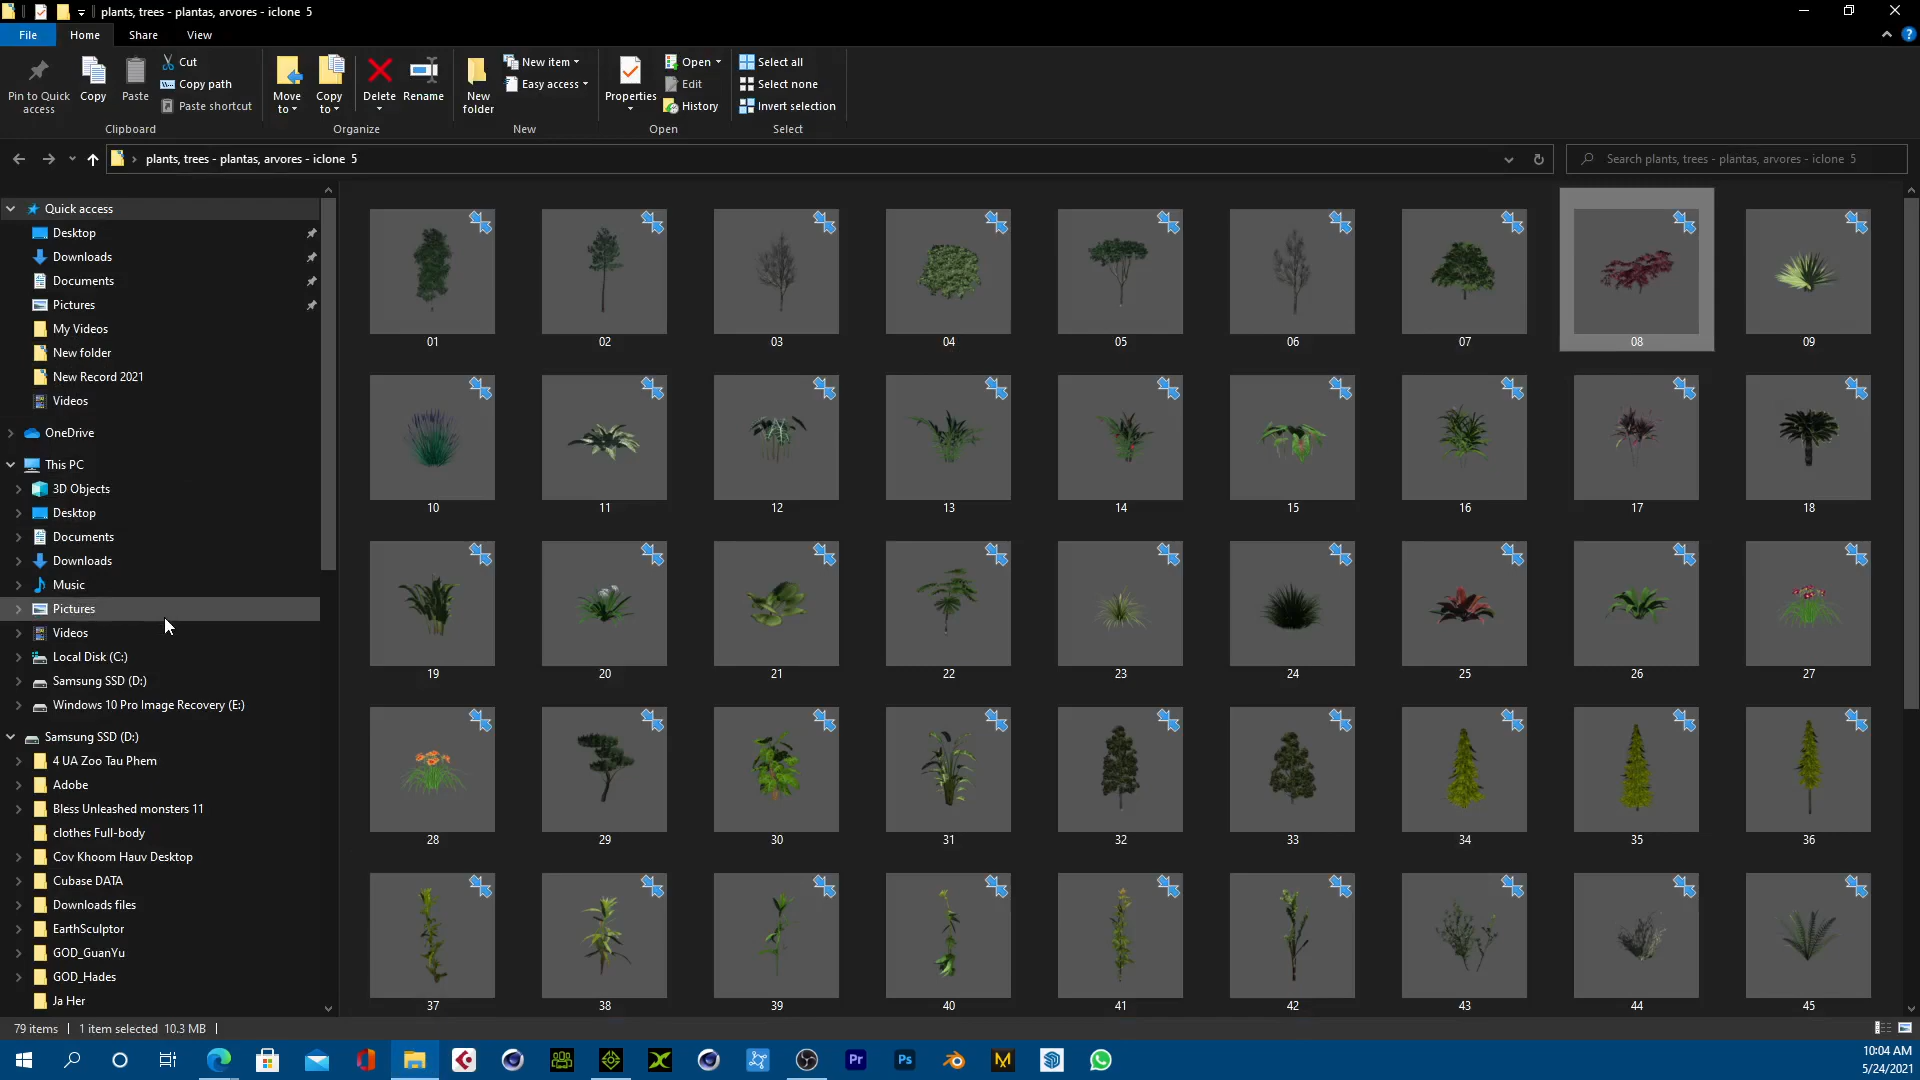 plants, trees - plantas, arvores - iclone 5
File
Home
Share
View
Pin to Quick
access
Copy
Paste
Cut
Copy path
Paste shortcut
Clipboard
Move
to
Copy
to
Delete
Rename
Organize
New
folder
New item
Easy access
New
Properties
Open
Edit
History
Open
Select all
Select none
Invert selection
Select
plants, trees - plantas, arvores - iclone 5
Search plants, trees - plantas, arvores - iclone 5
Quick access
Desktop
Downloads
Documents
Pictures
My Videos
New folder
New Record 2021
Videos
OneDrive
This PC
3D Objects
Desktop
Documents
Downloads
Music
Pictures
Videos
Local Disk (C:)
Samsung SSD (D:)
Windows 10 Pro Image Recovery (E:)
Samsung SSD (D:)
4 UA Zoo Tau Phem
Adobe
Bless Unleashed monsters 11
clothes Full-body
Cov Khoom Hauv Desktop
Cubase DATA
Downloads files
EarthSculptor
GOD_GuanYu
GOD_Hades
Ja Her
01 02 03 04 05 06 07 08 09
10 11 12 13 14 15 16 17 18
19 20 21 22 23 24 25 26 27
28 29 30 31 32 33 34 35 36
37 38 39 40 41 42 43 44 45
79 items
1 item selected 10.3 MB
Pr
Ps
M
10:04 AM
5/24/2021